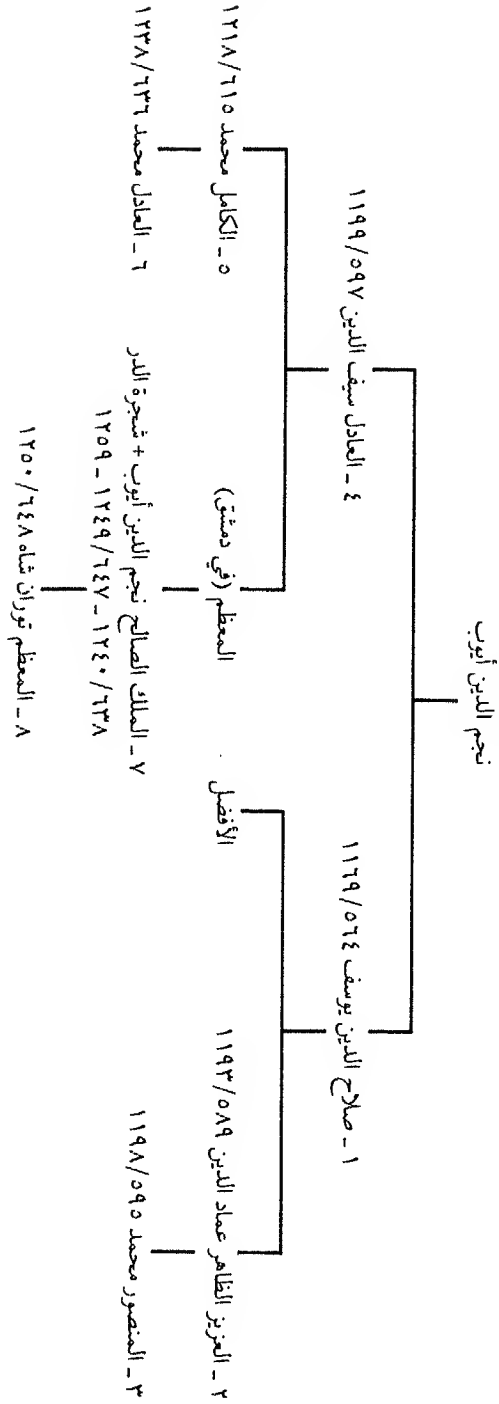 نجم الدين أيوب
١ - صلاح الدين يوسف ٥٦٤/١١٦٩
٤ - العادل سيف الدين ٥٩٧/١١٩٩
٢ - العزيز الظاهر عماد الدين ٥٨٩/١١٩٣
الأفضل
المعظم (في دمشق)
٥ - الكامل محمد ٦١٥/١٢١٨
٣ - المنصور محمد ٥٩٥/١١٩٨
٧ - الملك الصالح نجم الدين أيوب + شجرة الدر
٦٣٨/١٢٤٠-٦٤٧/١٢٤٩ - ١٢٥٩
٦ - العادل محمد ٦٣٦/١٢٣٨
٨ - المعظم توران شاه ٦٤٨/١٢٥٠